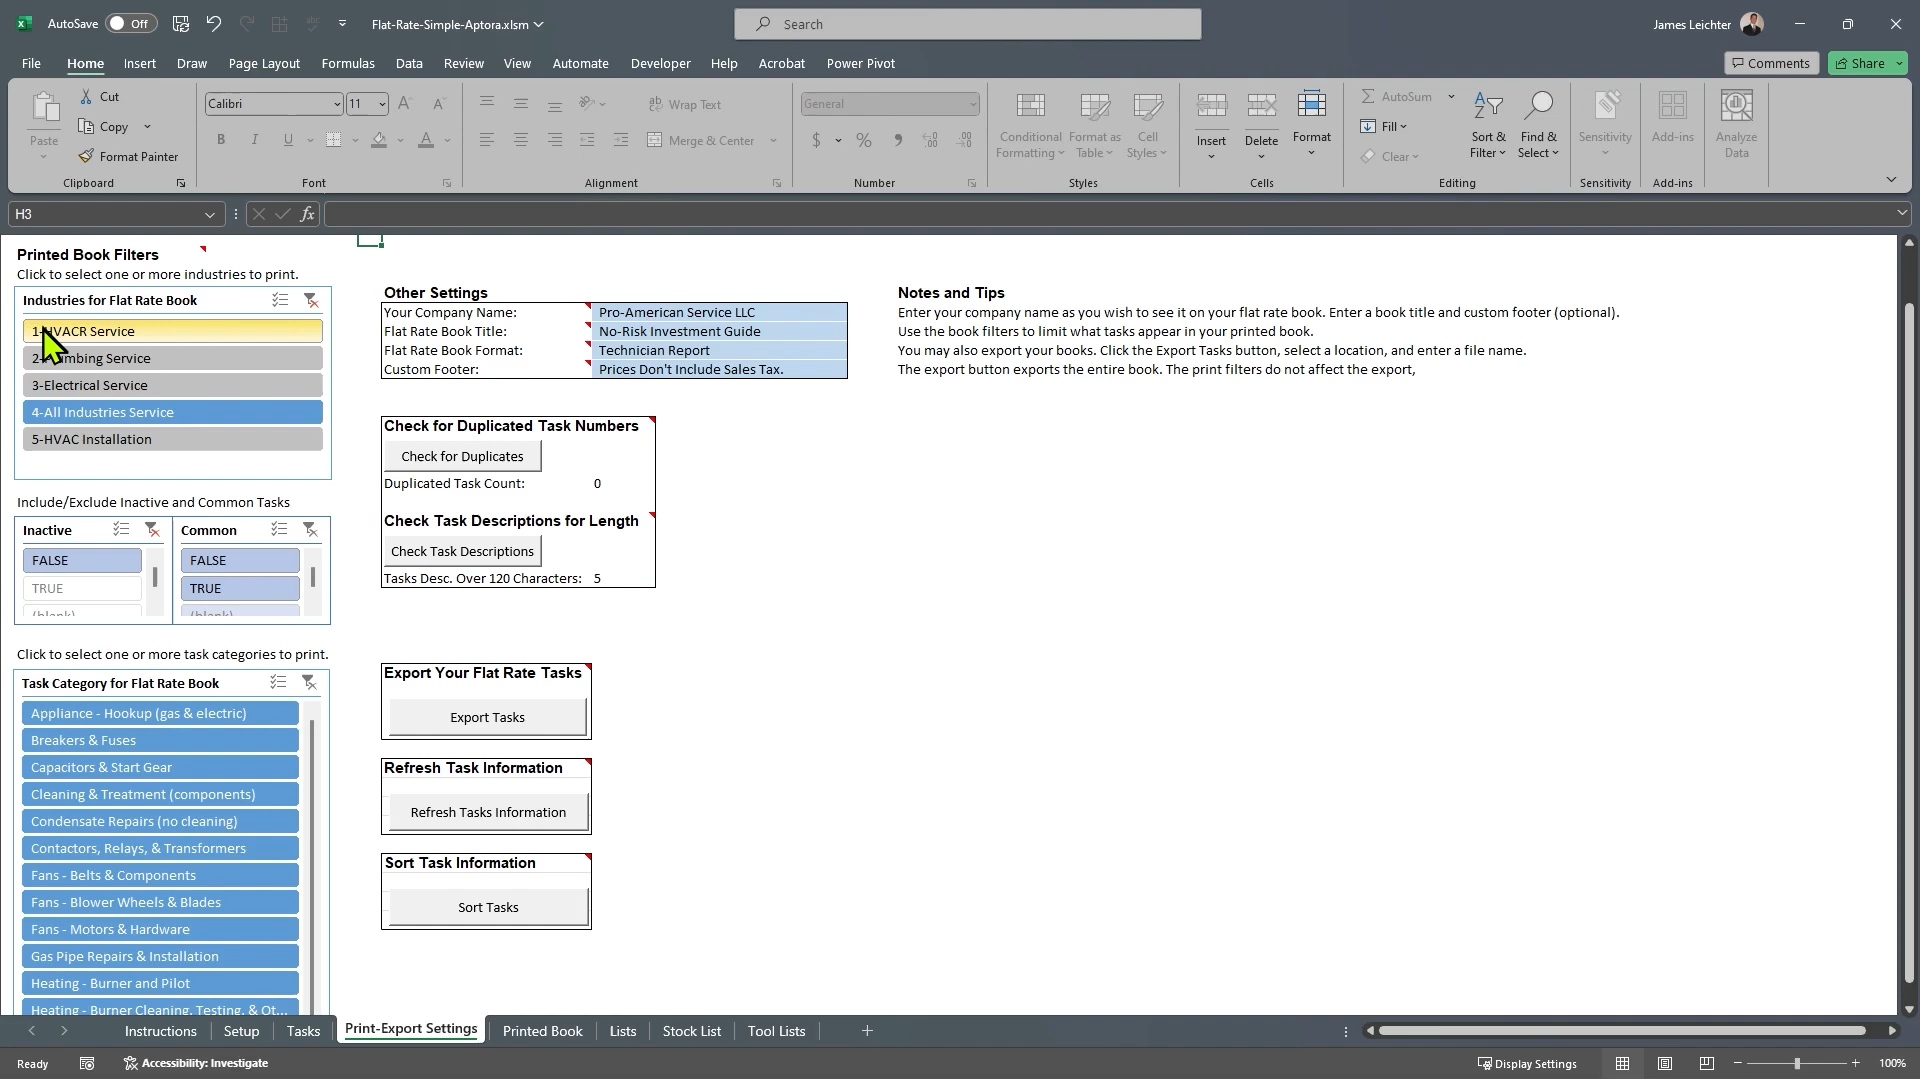 AutoSave Off Flat-Rate-Simple-Aptora.xlsm Search James Leichter
File Home Insert Draw Page Layout Formulas Data Review View Automate Developer Help Acrobat Power Pivot Comments Share
Cut
Copy
Format Painter
Paste
Clipboard
Calibri 11
B I U A
Font
Wrap Text
Merge & Center
Alignment
General
$ %
Number
Conditional Formatting
Format as Table
Cell Styles
Styles
Insert
Delete
Format
Cells
AutoSum
Fill
Clear
Sort & Filter
Find & Select
Editing
Sensitivity
Sensitivity
Add-ins
Add-ins
Analyze Data
H3 fx
Printed Book Filters
Click to select one or more industries to print.
Industries for Flat Rate Book
1-HVACR Service
2-Plumbing Service
3-Electrical Service
4-All Industries Service
5-HVAC Installation
Include/Exclude Inactive and Common Tasks
Inactive
FALSE
TRUE
(blank)
Common
FALSE
TRUE
(blank)
Click to select one or more task categories to print.
Task Category for Flat Rate Book
Appliance - Hookup (gas & electric)
Breakers & Fuses
Capacitors & Start Gear
Cleaning & Treatment (components)
Condensate Repairs (no cleaning)
Contactors, Relays, & Transformers
Fans - Belts & Components
Fans - Blower Wheels & Blades
Fans - Motors & Hardware
Gas Pipe Repairs & Installation
Heating - Burner and Pilot
Heating - Burner Cleaning, Testing, & Ot...
Other Settings
Your Company Name: Pro-American Service LLC
Flat Rate Book Title: No-Risk Investment Guide
Flat Rate Book Format: Technician Report
Custom Footer: Prices Don't Include Sales Tax.
Check for Duplicated Task Numbers
Check for Duplicates
Duplicated Task Count: 0
Check Task Descriptions for Length
Check Task Descriptions
Tasks Desc. Over 120 Characters: 5
Export Your Flat Rate Tasks
Export Tasks
Refresh Task Information
Refresh Tasks Information
Sort Task Information
Sort Tasks
Notes and Tips
Enter your company name as you wish to see it on your flat rate book. Enter a book title and custom footer (optional).
Use the book filters to limit what tasks appear in your printed book.
You may also export your books. Click the Export Tasks button, select a location, and enter a file name.
The export button exports the entire book. The print filters do not affect the export,
Instructions Setup Tasks Print-Export Settings Printed Book Lists Stock List Tool Lists
Ready Accessibility: Investigate Display Settings 100%